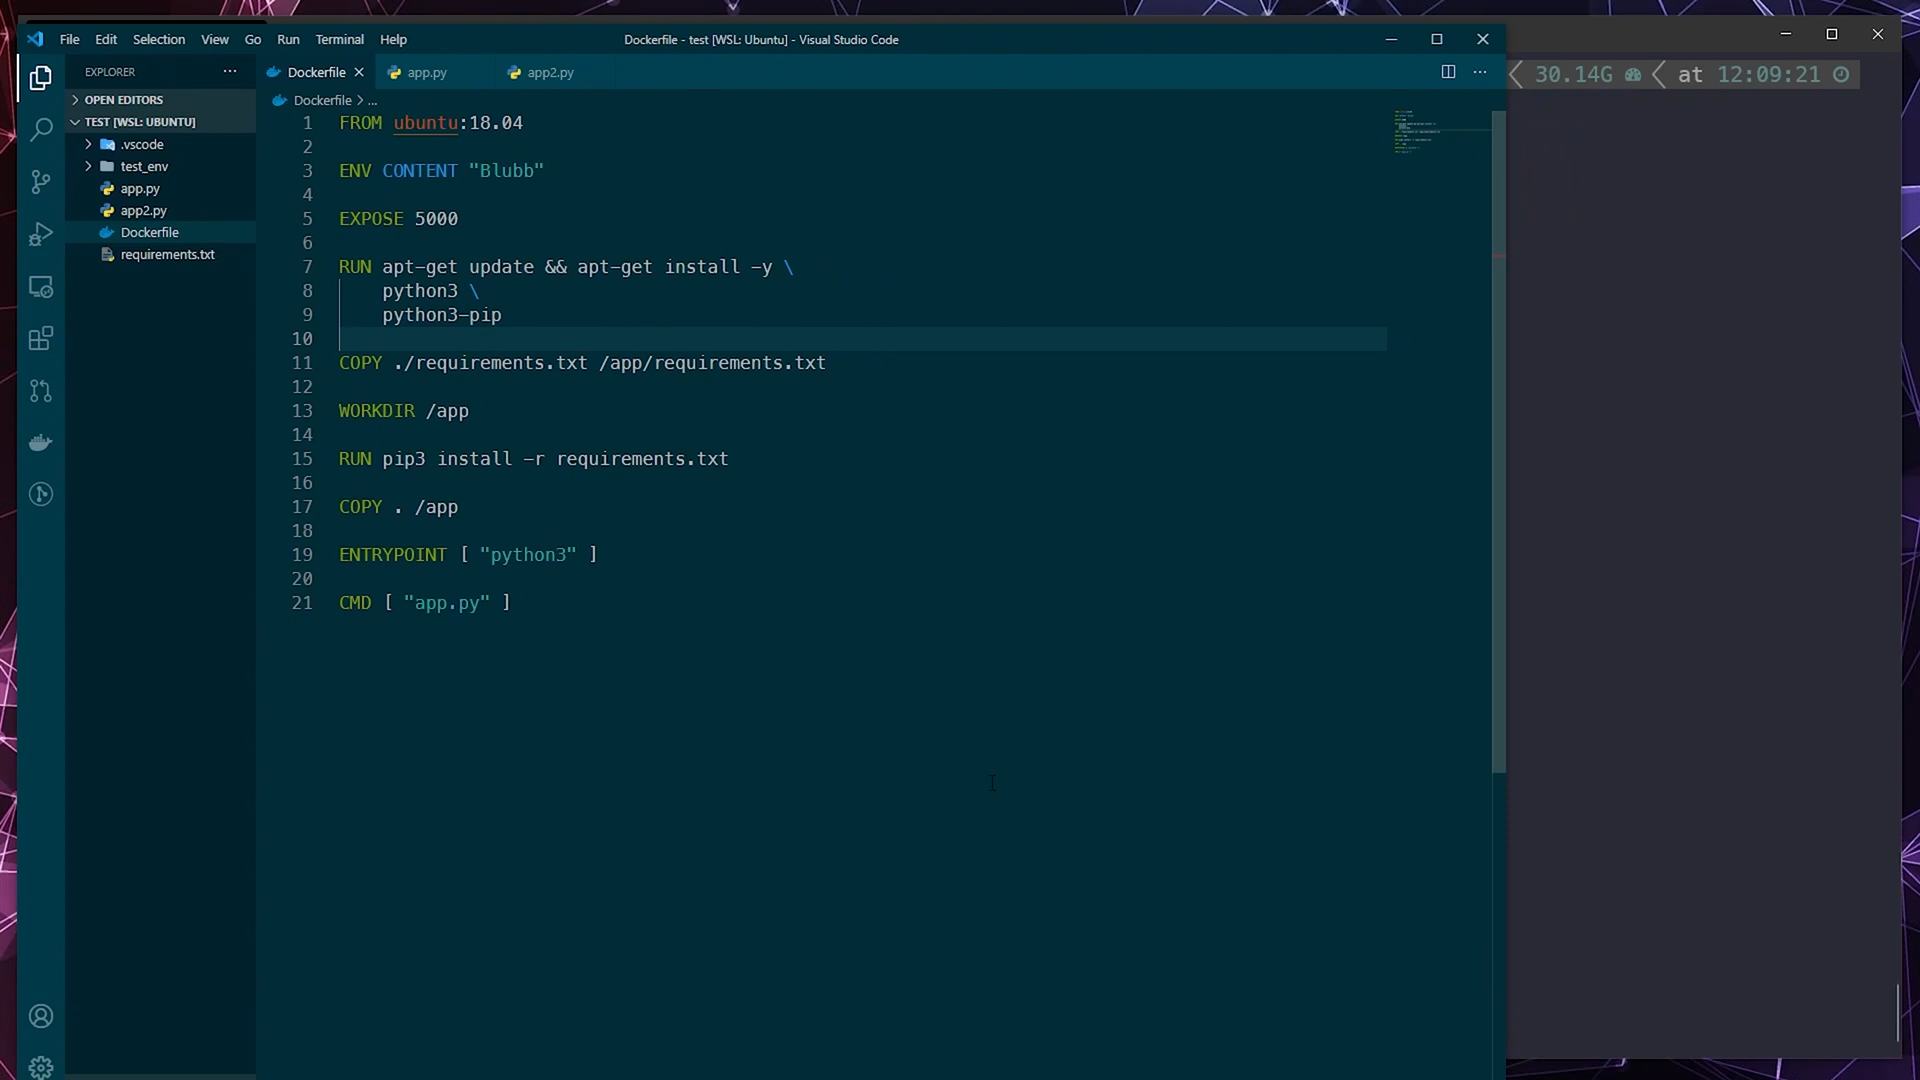 File Edit Selection View Go Run Terminal Help
Dockerfile - test [WSL: Ubuntu] - Visual Studio Code
30.14G at 12:09:21
EXPLORER ...
Dockerfile app.py app2.py ...
OPEN EDITORS
TEST [WSL: UBUNTU]
.vscode
test_env
app.py
app2.py
Dockerfile
requirements.txt
Dockerfile > ...
1 FROM ubuntu:18.04
2
3 ENV CONTENT "Blubb"
4
5 EXPOSE 5000
6
7 RUN apt-get update && apt-get install -y \
8 python3 \
9 python3-pip
10
11 COPY ./requirements.txt /app/requirements.txt
12
13 WORKDIR /app
14
15 RUN pip3 install -r requirements.txt
16
17 COPY . /app
18
19 ENTRYPOINT [ "python3" ]
20
21 CMD [ "app.py" ]